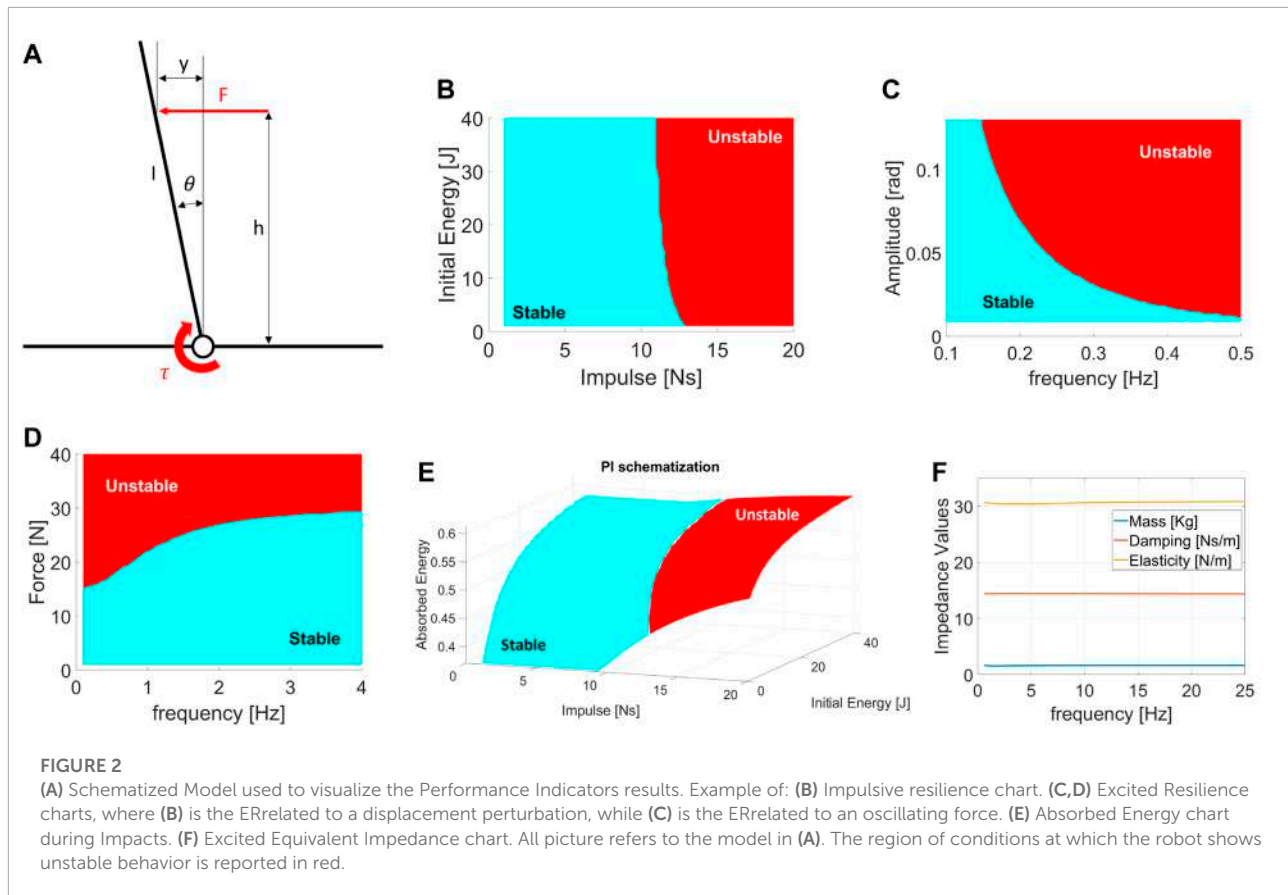 A
y
F
l
θ
h
τ
B
Initial Energy [J]
40
30
20
10
0
Unstable
Stable
0 5 10 15 20
Impulse [Ns]
C
Amplitude [rad]
0.1
0.05
0
Unstable
Stable
0.1 0.2 0.3 0.4 0.5
frequency [Hz]
D
Force [N]
40
30
20
10
0
Unstable
Stable
0 1 2 3 4
frequency [Hz]
E
PI schematization
Absorbed Energy
0.6
0.55
0.5
0.45
0.4
Unstable
Stable
0 5 10 15 20
Impulse [Ns]
0 20 40
Initial Energy [J]
F
Impedance Values
30
20
10
0
Mass [Kg]
Damping [Ns/m]
Elasticity [N/m]
0 5 10 15 20 25
frequency [Hz]
FIGURE 2
(A) Schematized Model used to visualize the Performance Indicators results. Example of: (B) Impulsive resilience chart. (C,D) Excited Resilience
charts, where (B) is the ERrelated to a displacement perturbation, while (C) is the ERrelated to an oscillating force. (E) Absorbed Energy chart
during Impacts. (F) Excited Equivalent Impedance chart. All picture refers to the model in (A). The region of conditions at which the robot shows
unstable behavior is reported in red.